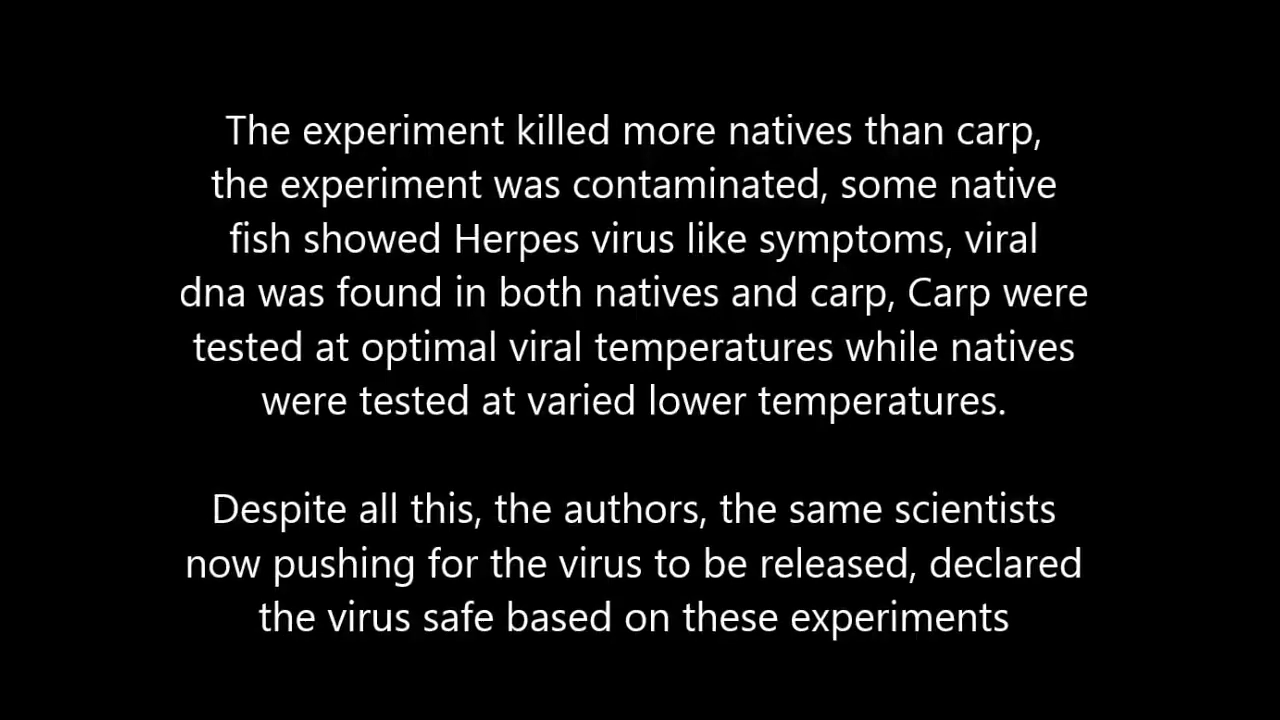 The experiment killed more natives than carp,
the experiment was contaminated, some native
fish showed Herpes virus like symptoms, viral
dna was found in both natives and carp, Carp were
tested at optimal viral temperatures while natives
were tested at varied lower temperatures.
Despite all this, the authors, the same scientists
now pushing for the virus to be released, declared
the virus safe based on these experiments